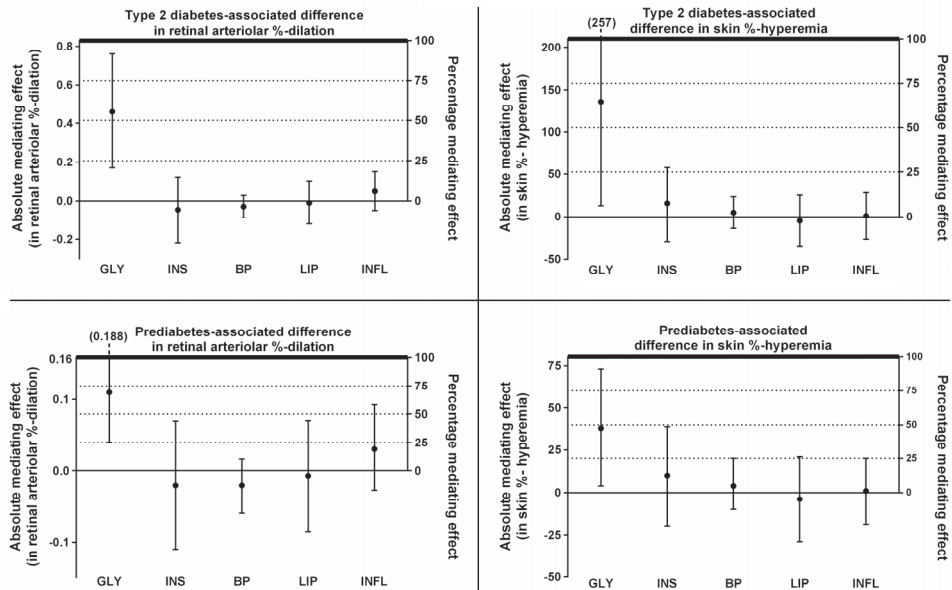 Type 2 diabetes-associated difference
in retinal arteriolar %-dilation
Absolute mediating effect
(in retinal arteriolar %-dilation)
0.8
0.6
0.4
0.2
0.0
-0.2
100
75
50
25
0
Percentage mediating effect
GLY INS BP LIP INFL
Type 2 diabetes-associated
difference in skin %-hyperemia
(257)
Absolute mediating effect
(in skin %- hyperemia)
200
150
100
50
0
-50
100
75
50
25
0
Percentage mediating effect
GLY INS BP LIP INFL
Prediabetes-associated difference
in retinal arteriolar %-dilation
(0.188)
Absolute mediating effect
(in retinal arteriolar %-dilation)
0.16
0.1
0.0
-0.1
100
75
50
25
0
Percentage mediating effect
GLY INS BP LIP INFL
Prediabetes-associated
difference in skin %-hyperemia
Absolute mediating effect
(in skin %- hyperemia)
75
50
25
0
-25
-50
100
75
50
25
0
Percentage mediating effect
GLY INS BP LIP INFL